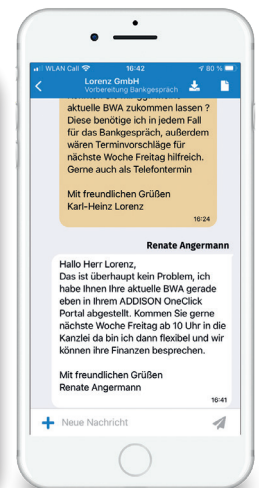 WLAN Call 16:42 80 %
Lorenz GmbH
Vorbereitung Bankgespräch
aktuelle BWA zukommen lassen ?
Diese benötige ich in jedem Fall
für das Bankgespräch, außerdem
wären Terminvorschläge für
nächste Woche Freitag hilfreich.
Gerne auch als Telefontermin
Mit freundlichen Grüßen
Karl-Heinz Lorenz
16:24
Renate Angermann
Hallo Herr Lorenz,
Das ist überhaupt kein Problem, ich
habe Ihnen Ihre aktuelle BWA gerade
eben in Ihrem ADDISON OneClick
Portal abgestellt. Kommen Sie gerne
nächste Woche Freitag ab 10 Uhr in die
Kanzlei da bin ich dann flexibel und wir
können ihre Finanzen besprechen.
Mit freundlichen Grüßen
Renate Angermann
16:41
Neue Nachricht